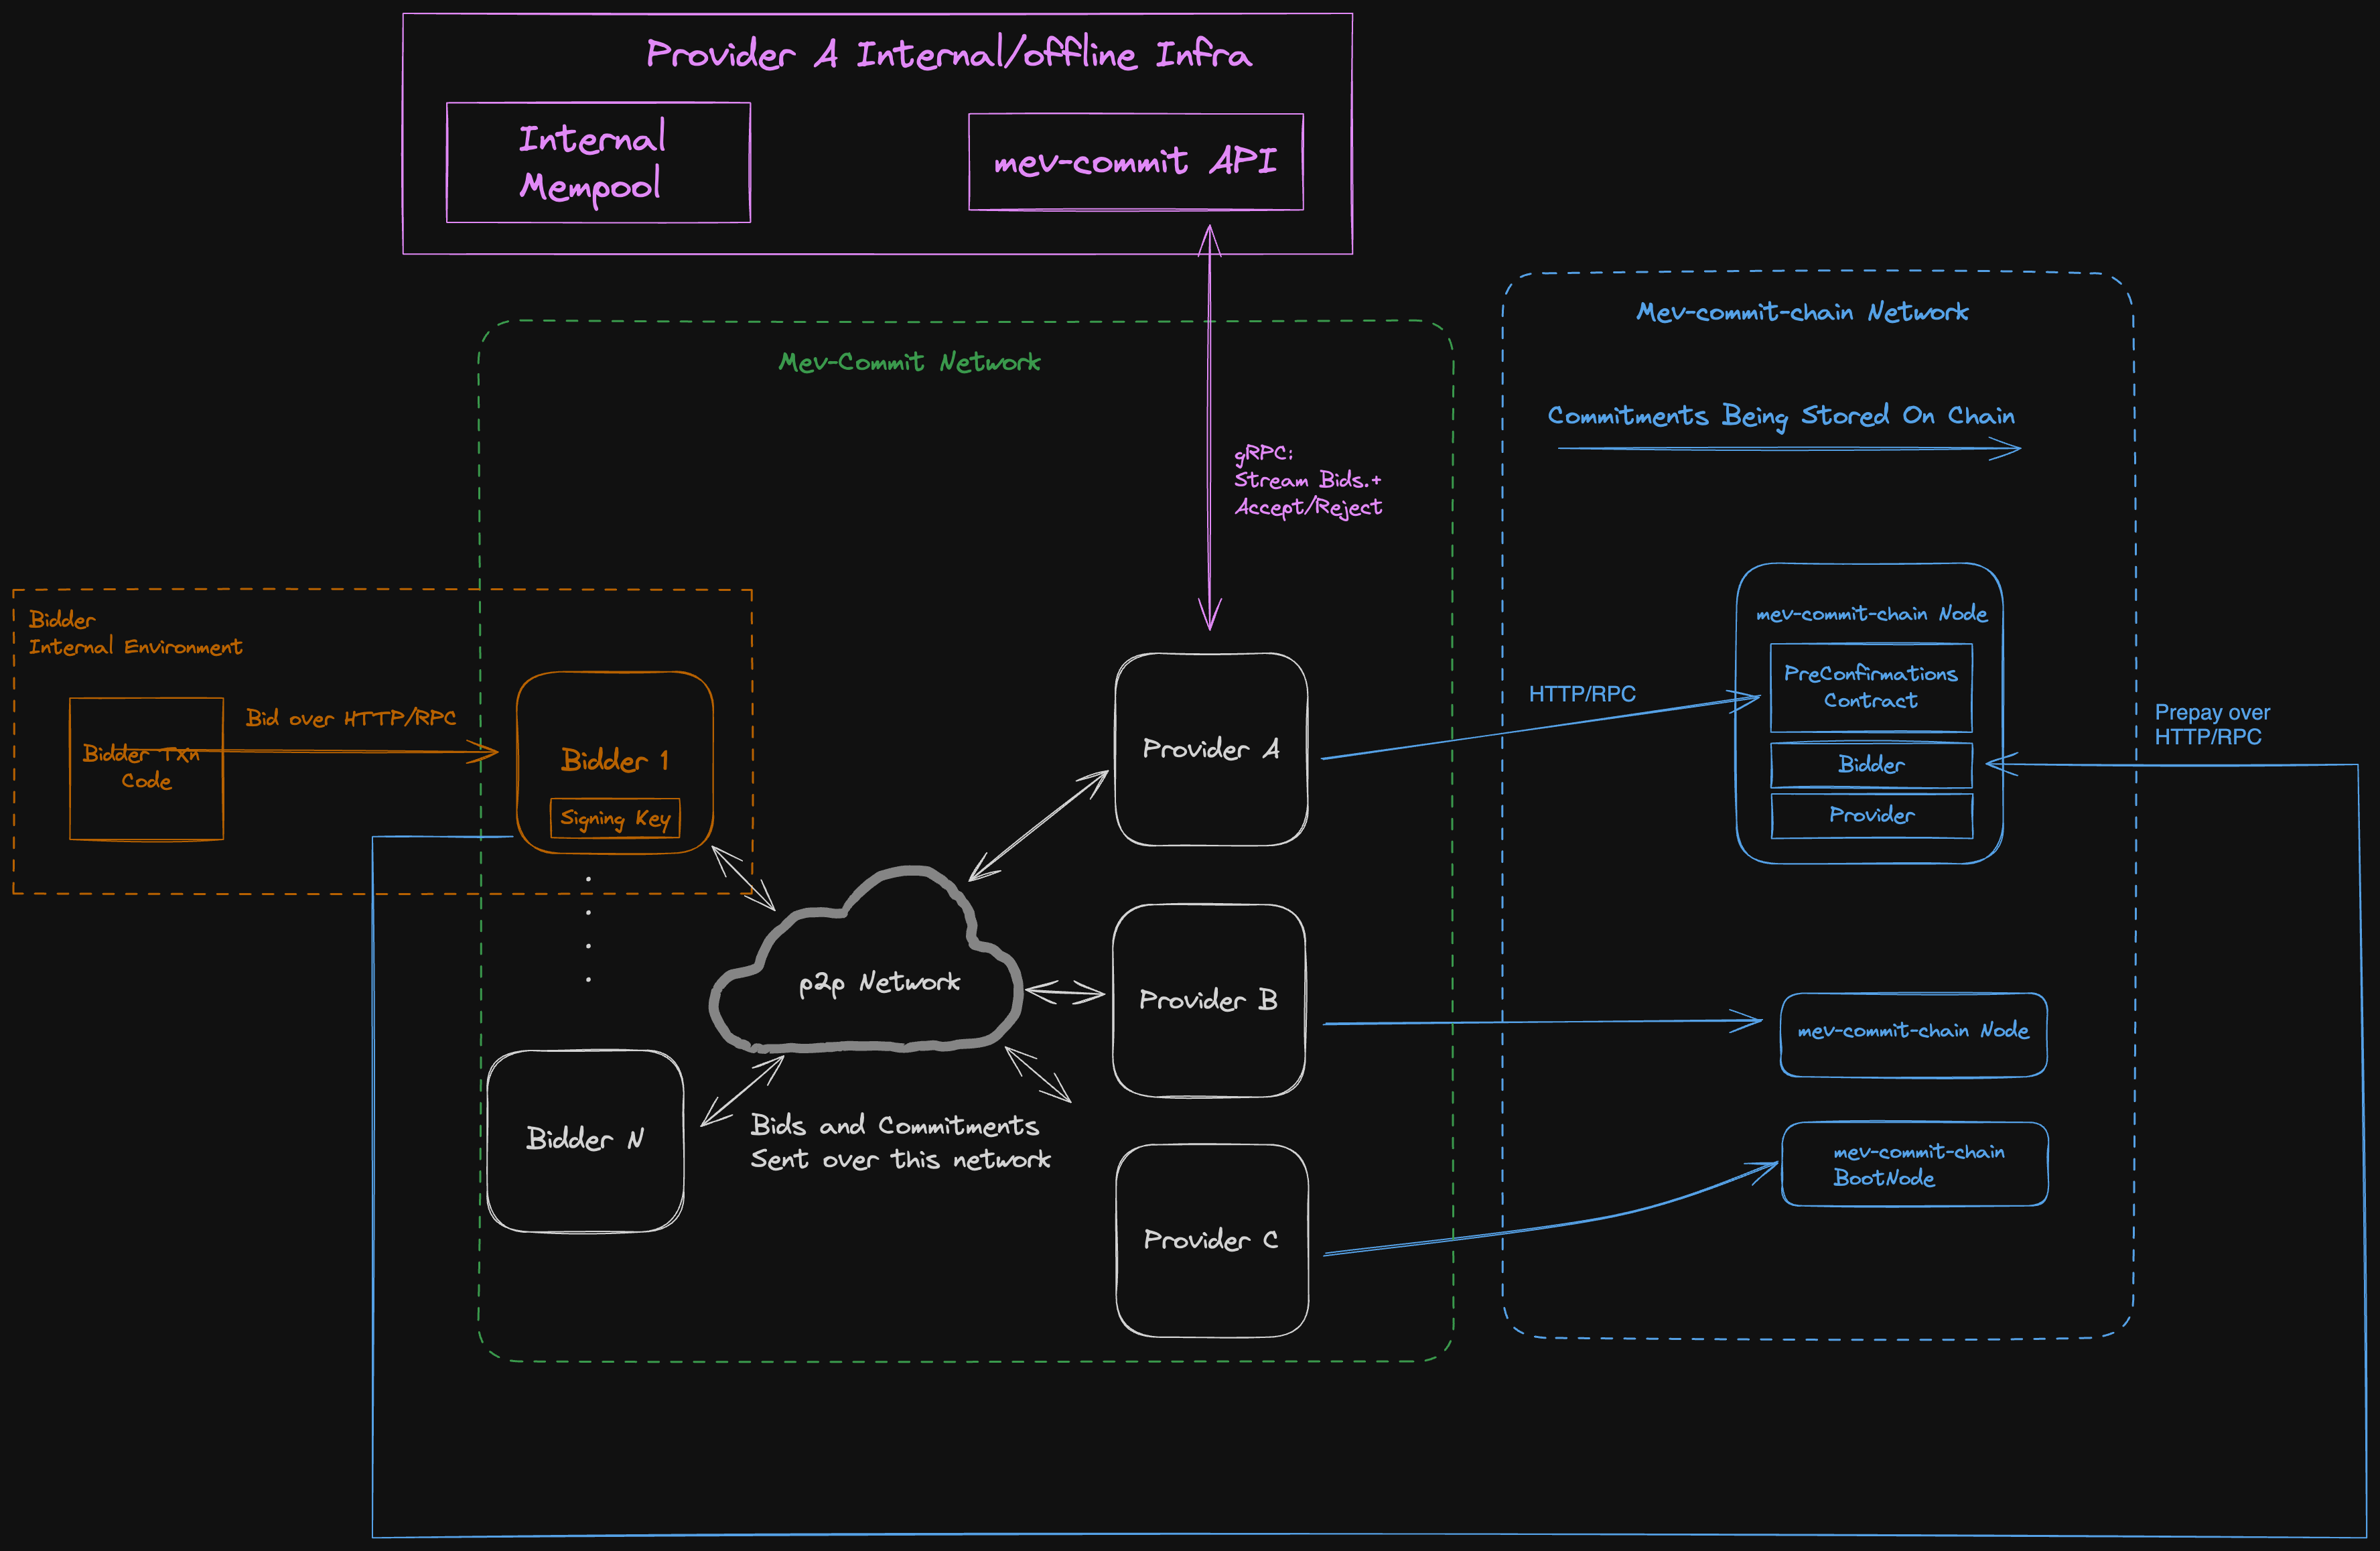 Provider A Internal/offline Infra
Internal
Mempool
mev-commit API
Mev-Commit Network
gRPC:
Stream Bids.+
Accept/Reject
Mev-commit-chain Network
Commitments Being Stored On Chain
Bidder
Internal Environment
Bidder Txn
Code
Bid over HTTP/RPC
Bidder 1
Signing Key
Provider A
HTTP/RPC
mev-commit-chain Node
PreConfirmations
Contract
Bidder
Provider
Prepay over
HTTP/RPC
p2p Network
Provider B
mev-commit-chain Node
Bidder N
Bids and Commitments
Sent over this network
Provider C
mev-commit-chain
BootNode